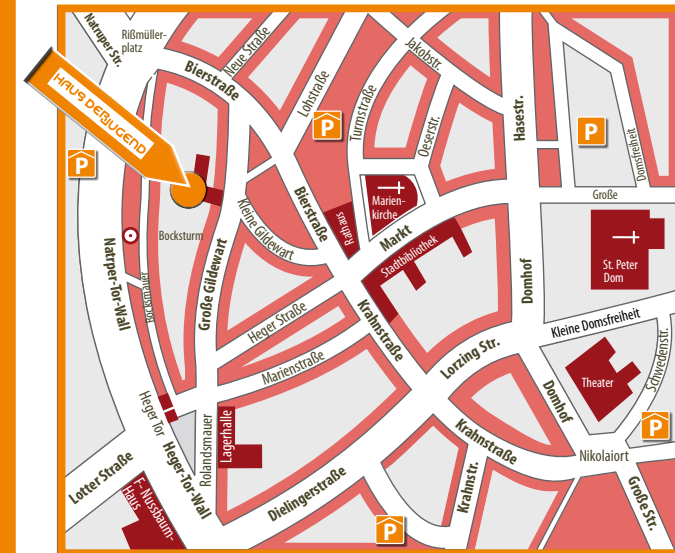 Natruper Str.
Rißmüller-
platz
Bierstraße
Neue Straße
Lohstraße
Jakobstr.
Turmstraße
Oeserstr.
Hasestr.
Domsfreiheit
HAUS DERJUGEND
P
P
P
Große
Marien-
kirche
Rathaus
Bierstraße
Markt
Stadtbibliothek
Kleine Gildewart
Bocksturm
Große Gildewart
Natrper-Tor-Wall
Bocksmauer
Domhof
St. Peter
Dom
Heger Straße
Krahnstraße
Kleine Domsfreiheit
Lorzing Str.
Marienstraße
Schwedenstr.
Theater
Domhof
Heger Tor
Heger-Tor-Wall
Rolandsmauer
Lagerhalle
P
Krahnstraße
Nikolaiort
Lotter Straße
F- Nussbaum-
Haus
Dielingerstraße
Krahnstr.
Große Str.
P